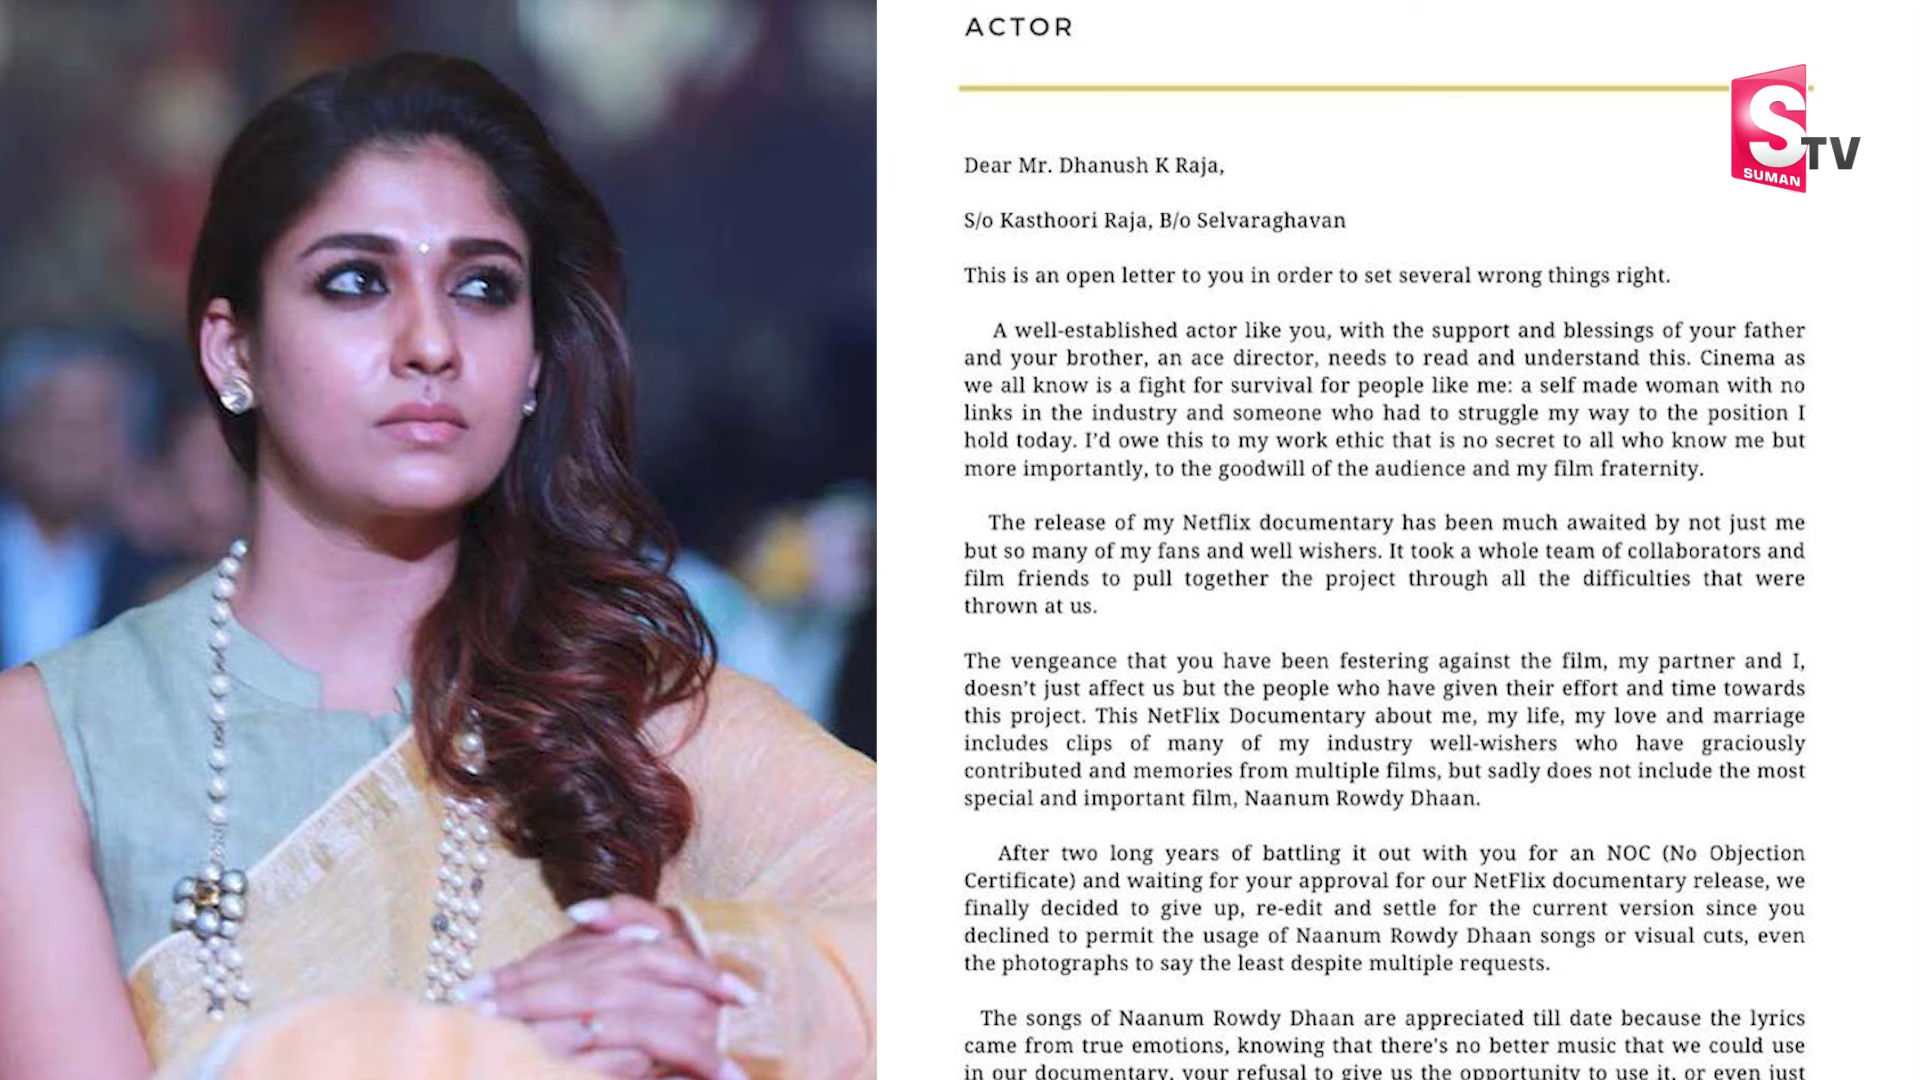 ACTOR
S
TV
SUMAN
Dear Mr. Dhanush K Raja,
S/o Kasthoori Raja, B/o Selvaraghavan
This is an open letter to you in order to set several wrong things right.
A well-established actor like you, with the support and blessings of your father
and your brother, an ace director, needs to read and understand this. Cinema as
we all know is a fight for survival for people like me: a self made woman with no
links in the industry and someone who had to struggle my way to the position I
hold today. I’d owe this to my work ethic that is no secret to all who know me but
more importantly, to the goodwill of the audience and my film fraternity.
The release of my Netflix documentary has been much awaited by not just me
but so many of my fans and well wishers. It took a whole team of collaborators and
film friends to pull together the project through all the difficulties that were
thrown at us.
The vengeance that you have been festering against the film, my partner and I,
doesn’t just affect us but the people who have given their effort and time towards
this project. This NetFlix Documentary about me, my life, my love and marriage
includes clips of many of my industry well-wishers who have graciously
contributed and memories from multiple films, but sadly does not include the most
special and important film, Naanum Rowdy Dhaan.
After two long years of battling it out with you for an NOC (No Objection
Certificate) and waiting for your approval for our NetFlix documentary release, we
finally decided to give up, re-edit and settle for the current version since you
declined to permit the usage of Naanum Rowdy Dhaan songs or visual cuts, even
the photographs to say the least despite multiple requests.
The songs of Naanum Rowdy Dhaan are appreciated till date because the lyrics
came from true emotions, knowing that there's no better music that we could use
in our documentary, your refusal to give us the opportunity to use it, or even just